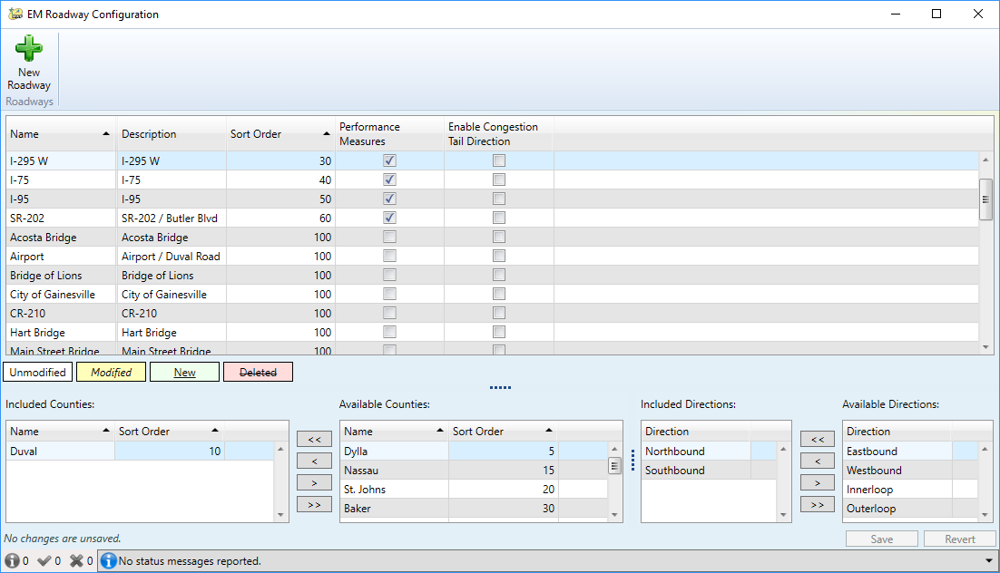 EM Roadway Configuration
New
Roadway
Roadways
Name Description Sort Order Performance Measures Enable Congestion Tail Direction
I-295 W I-295 W 30
I-75 I-75 40
I-95 I-95 50
SR-202 SR-202 / Butler Blvd 60
Acosta Bridge Acosta Bridge 100
Airport Airport / Duval Road 100
Bridge of Lions Bridge of Lions 100
City of Gainesville City of Gainesville 100
CR-210 CR-210 100
Hart Bridge Hart Bridge 100
Main Street Bridge Main Street Bridge 100
Unmodified Modified New Deleted
Included Counties: Available Counties: Included Directions: Available Directions:
Name Sort Order Name Sort Order Direction Direction
<< <<
Duval 10 Dylla 5 Northbound Eastbound
< <
Nassau 15 Southbound Westbound
> >
St. Johns 20 Innerloop
>> >>
Baker 30 Outerloop
No changes are unsaved. Save Revert
0 0 0 No status messages reported.